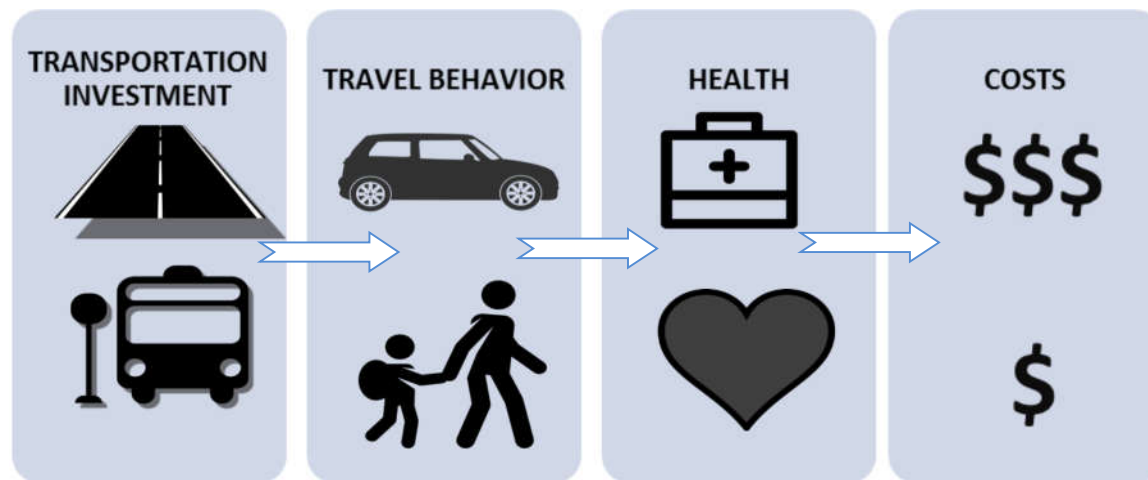 TRANSPORTATION
INVESTMENT
TRAVEL BEHAVIOR
HEALTH
COSTS
$$$
$